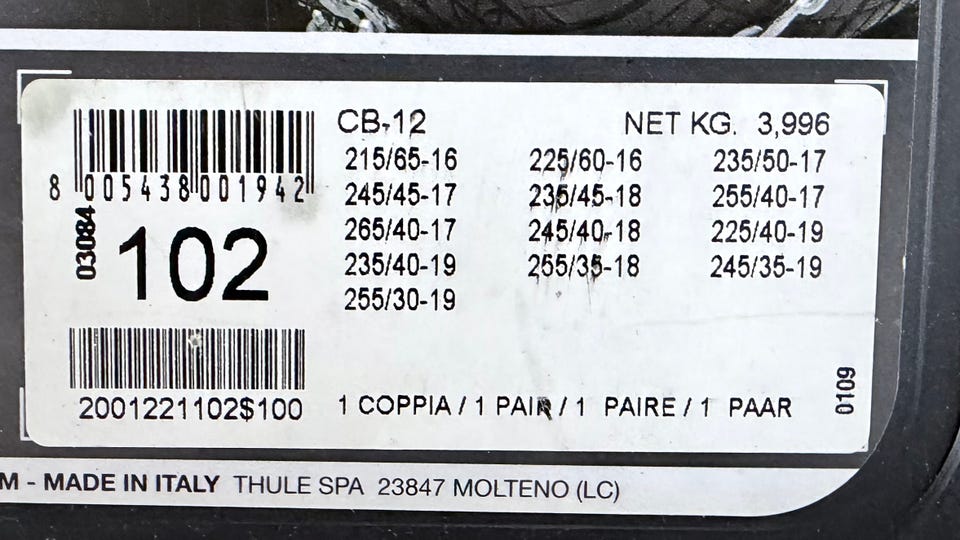 CB-12 NET KG. 3,996
215/65-16 225/60-16 235/50-17
245/45-17 235/45-18 255/40-17
265/40-17 245/40-18 225/40-19
235/40-19 255/35-18 245/35-19
255/30-19
8 005438 001942
03084
102
2001221102$100
1 COPPIA / 1 PAIR / 1 PAIRE / 1 PAAR
0109
M - MADE IN ITALY THULE SPA 23847 MOLTENO (LC)